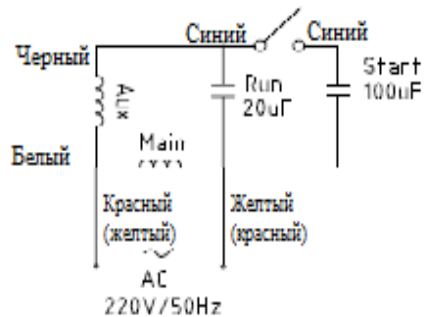 Синий
Синий
Черный
Aux
Run
20uF
Start
100uF
Белый
Main
Красный
(желтый)
Желтый
(красный)
AC
220V/50Hz